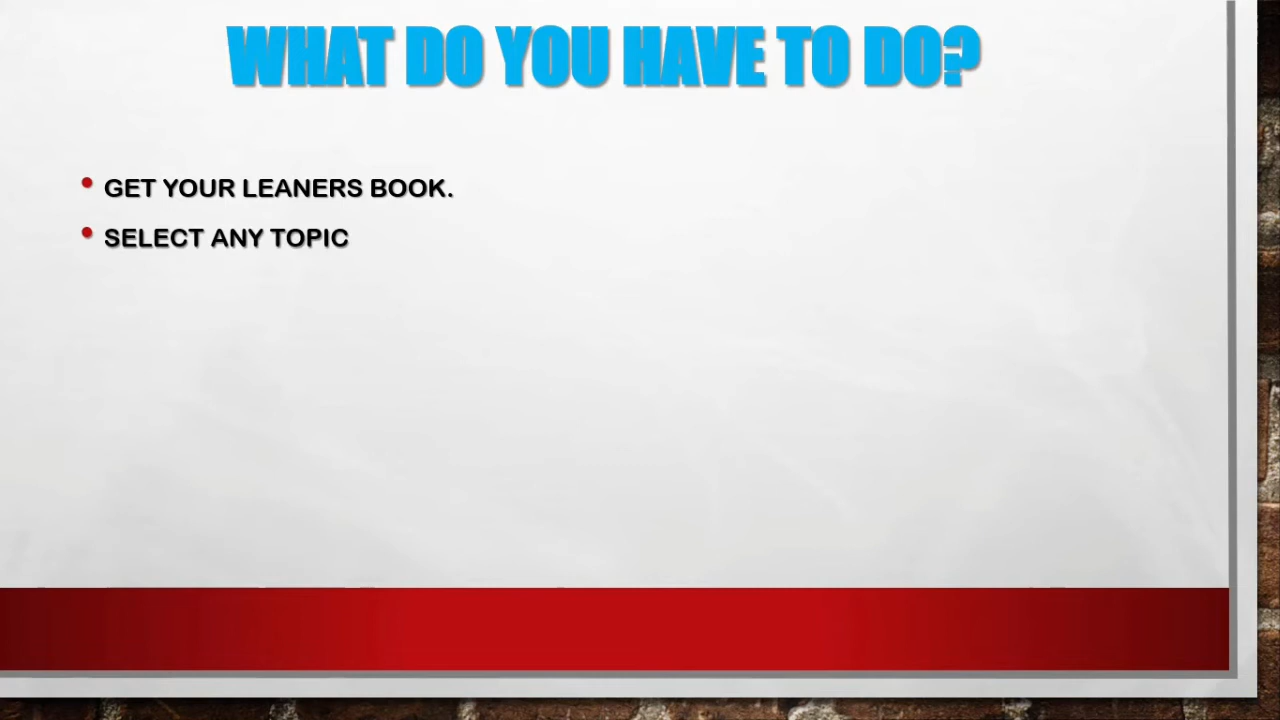 WHAT DO YOU HAVE TO DO?
• GET YOUR LEANERS BOOK.
• SELECT ANY TOPIC